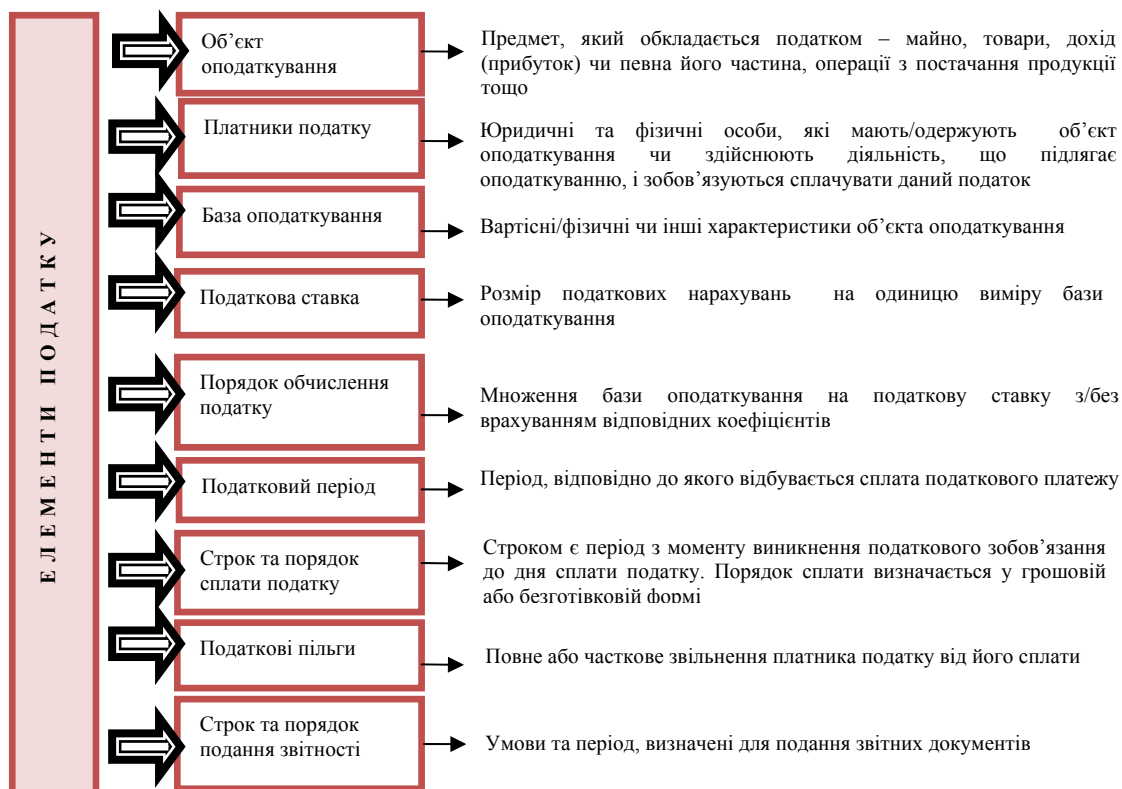 ЕЛЕМЕНТИ ПОДАТКУ
Об’єкт
оподаткування
Предмет, який обкладається податком – майно, товари, дохід
(прибуток) чи певна його частина, операції з постачання продукції
тощо
Платники податку
Юридичні та фізичні особи, які мають/одержують об’єкт
оподаткування чи здійснюють діяльність, що підлягає
оподаткуванню, і зобов’язуються сплачувати даний податок
База оподаткування
Вартісні/фізичні чи інші характеристики об’єкта оподаткування
Податкова ставка
Розмір податкових нарахувань на одиницю виміру бази
оподаткування
Порядок обчислення
податку
Множення бази оподаткування на податкову ставку з/без
врахуванням відповідних коефіцієнтів
Податковий період
Період, відповідно до якого відбувається сплата податкового платежу
Строк та порядок
сплати податку
Строком є період з моменту виникнення податкового зобов’язання
до дня сплати податку. Порядок сплати визначається у грошовій
або безготівковій формі
Податкові пільги
Повне або часткове звільнення платника податку від його сплати
Строк та порядок
подання звітності
Умови та період, визначені для подання звітних документів